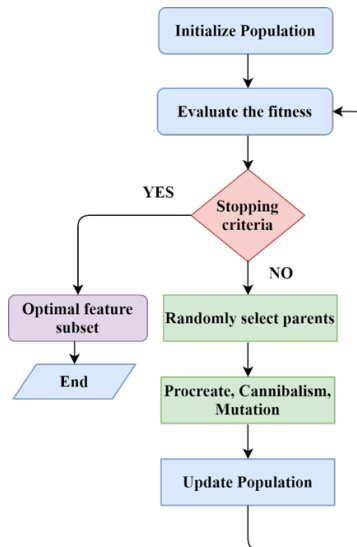 Initialize Population
Evaluate the fitness
YES
Stopping
criteria
NO
Optimal feature
subset
Randomly select parents
End
Procreate, Cannibalism,
Mutation
Update Population